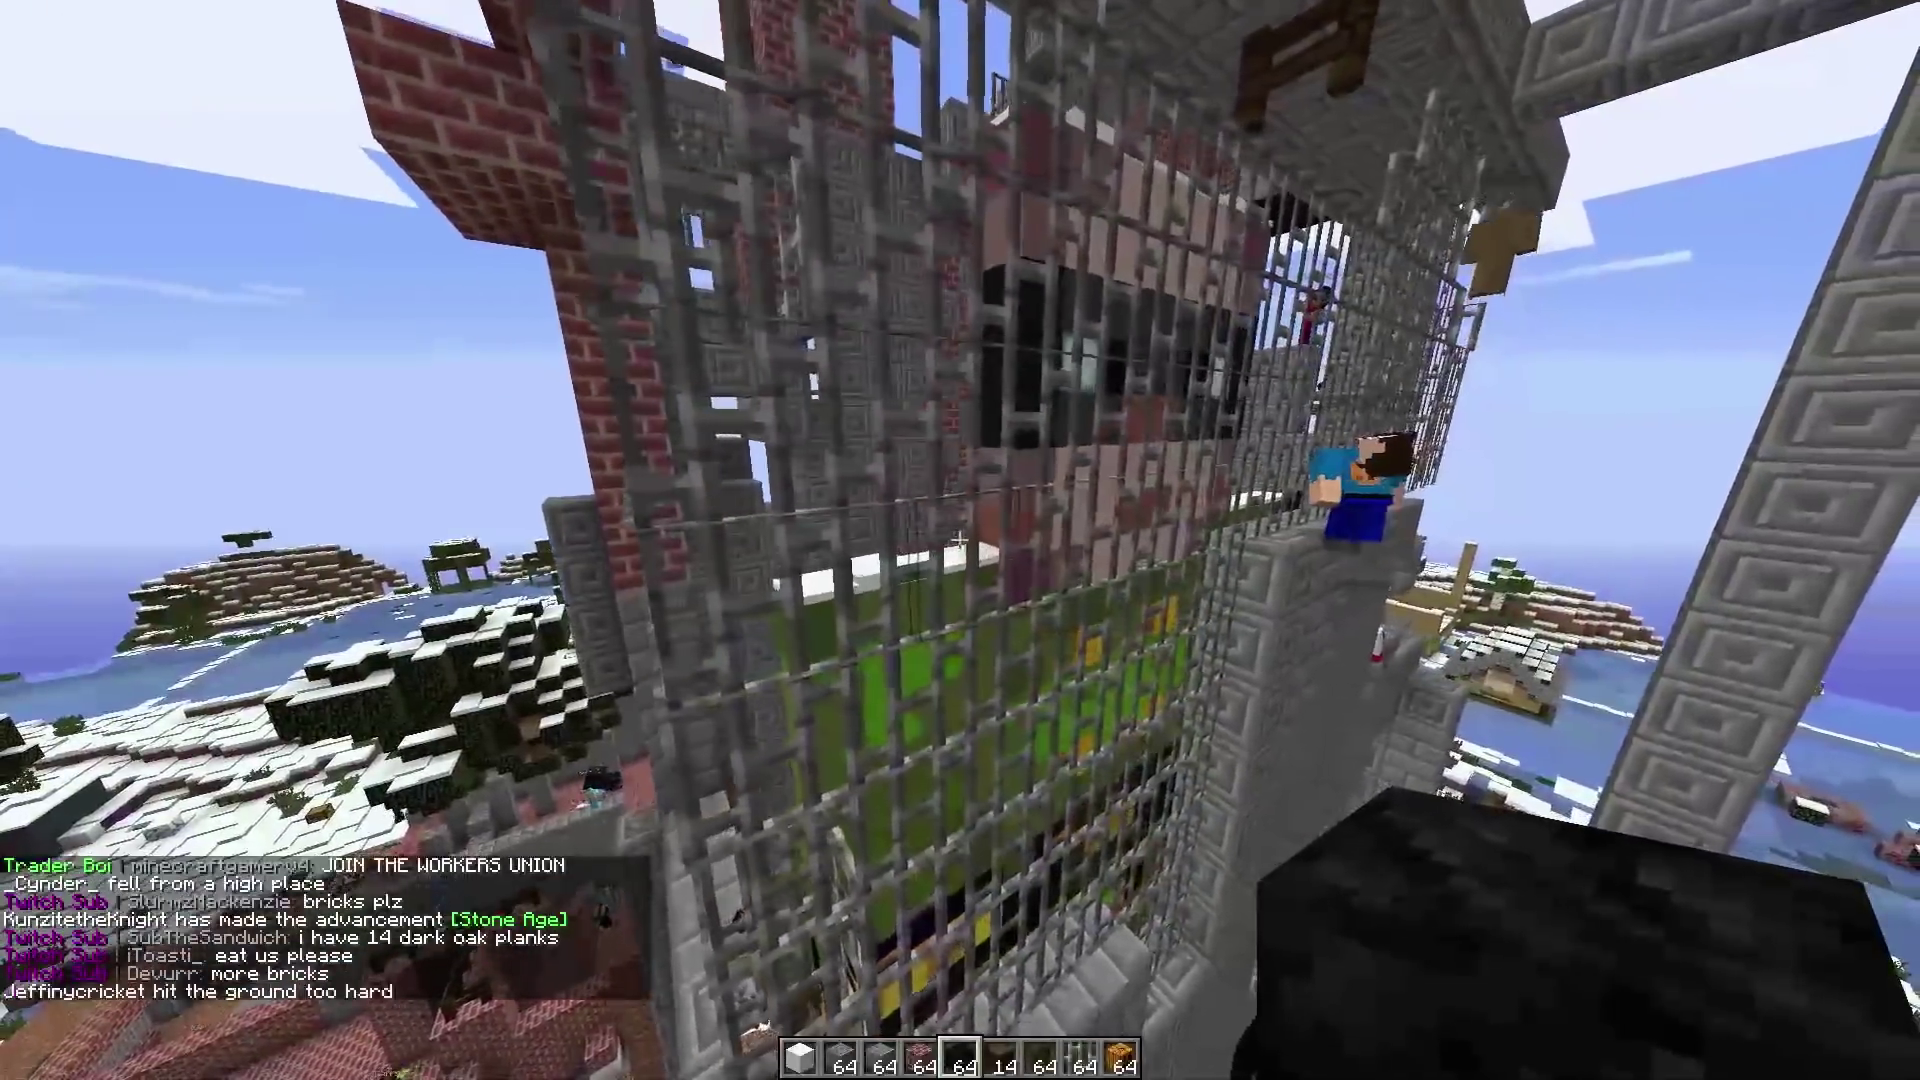 Trader Boi | minecraftgamerv4: JOIN THE WORKERS UNION
_Cynder_ fell from a high place
Twitch Sub | SlurmzMackenzie: bricks plz
KunzitetheKnight has made the advancement [Stone Age]
Twitch Sub | SubTheSandwich: i have 14 dark oak planks
Twitch Sub | iToasti_ eat us please
Twitch Sub | Devurr: more bricks
Jeffinycricket hit the ground too hard
64 64 64 64 14 64 64 64